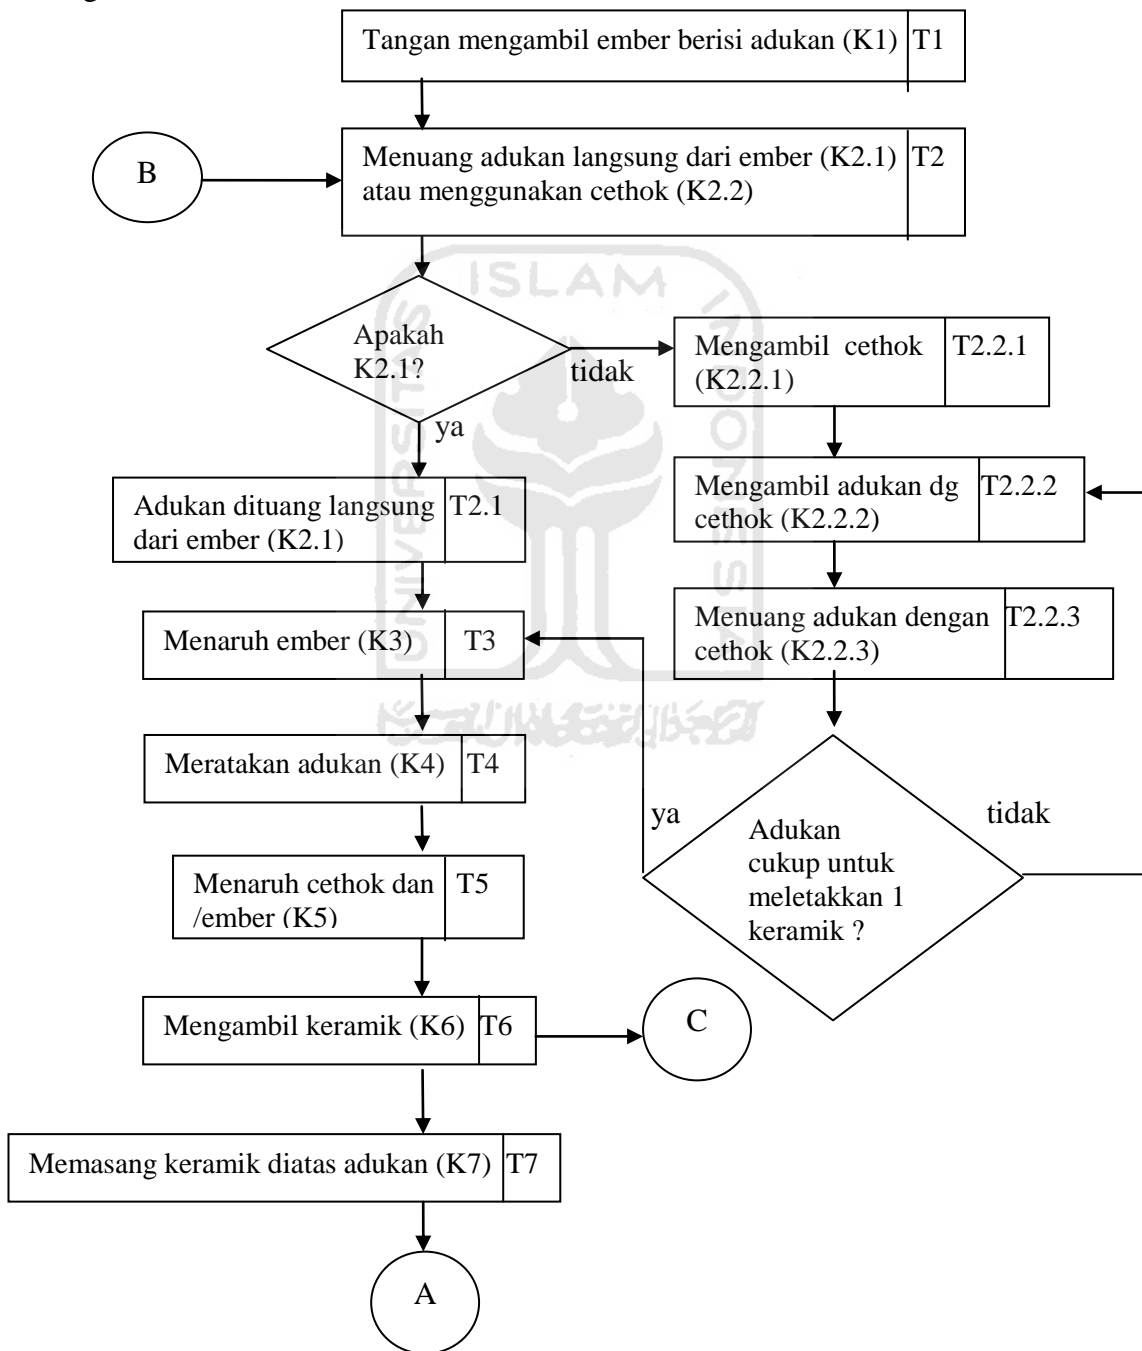 Tangan mengambil ember berisi adukan (K1) T1
B
Menuang adukan langsung dari ember (K2.1) T2
atau menggunakan cethok (K2.2)
ISLAM
UNIVERSITAS
INDONESIA
Apakah
K2.1?
tidak
ya
Mengambil cethok T2.2.1
(K2.2.1)
Adukan dituang langsung T2.1
dari ember (K2.1)
Mengambil adukan dg T2.2.2
cethok (K2.2.2)
Menaruh ember (K3) T3
Menuang adukan dengan T2.2.3
cethok (K2.2.3)
Meratakan adukan (K4) T4
ya
tidak
Adukan
cukup untuk
meletakkan 1
keramik ?
Menaruh cethok dan T5
/ember (K5)
Mengambil keramik (K6) T6
C
Memasang keramik diatas adukan (K7) T7
A